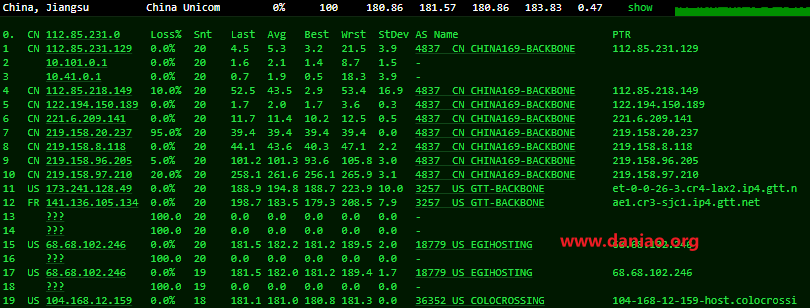 China, Jiangsu China Unicom 0% 100 180.86 181.57 180.86 183.83 0.47 show
0. CN 112.85.231.0 Loss% Snt Last Avg Best Wrst StDev AS Name PTR
1 CN 112.85.231.129 0.0% 20 4.5 5.3 3.2 21.5 3.9 4837 CN CHINA169-BACKBONE 112.85.231.129
2 10.101.0.1 0.0% 20 1.6 2.1 1.4 8.7 1.5 -
3 10.41.0.1 0.0% 20 0.7 1.9 0.5 18.3 3.9 -
4 CN 112.85.218.149 10.0% 20 52.5 43.5 2.9 53.4 16.9 4837 CN CHINA169-BACKBONE 112.85.218.149
5 CN 122.194.150.189 0.0% 20 1.7 2.0 1.7 3.6 0.3 4837 CN CHINA169-BACKBONE 122.194.150.189
6 CN 221.6.209.141 0.0% 20 11.7 11.4 10.2 12.5 0.5 4837 CN CHINA169-BACKBONE 221.6.209.141
7 CN 219.158.20.237 95.0% 20 39.4 39.4 39.4 39.4 0.0 4837 CN CHINA169-BACKBONE 219.158.20.237
8 CN 219.158.8.118 0.0% 20 44.1 43.6 40.3 47.1 2.2 4837 CN CHINA169-BACKBONE 219.158.8.118
9 CN 219.158.96.205 5.0% 20 101.2 101.3 93.6 105.8 3.0 4837 CN CHINA169-BACKBONE 219.158.96.205
10 CN 219.158.97.210 20.0% 20 258.1 261.6 256.1 265.9 3.1 4837 CN CHINA169-BACKBONE 219.158.97.210
11 US 173.241.128.49 0.0% 20 188.9 194.8 188.7 223.9 10.0 3257 US GTT-BACKBONE et-0-0-26-3.cr4-lax2.ip4.gtt.n
12 FR 141.136.105.134 0.0% 20 198.7 183.5 179.3 208.5 7.9 3257 US GTT-BACKBONE ae1.cr3-sjc1.ip4.gtt.net
13 ??? 100.0 20 0.0 0.0 0.0 0.0 0.0 -
14 ??? 100.0 20 0.0 0.0 0.0 0.0 0.0 -
15 US 68.68.102.246 0.0% 20 181.5 182.2 181.2 189.5 2.0 18779 US EGIHOSTING 68.68.102.246
www.daniao.org
16 ??? 100.0 20 0.0 0.0 0.0 0.0 0.0 -
17 US 68.68.102.246 0.0% 19 181.5 182.0 181.2 189.4 1.7 18779 US EGIHOSTING 68.68.102.246
18 ??? 100.0 19 0.0 0.0 0.0 0.0 0.0 -
19 US 104.168.12.159 0.0% 18 181.1 181.0 180.8 181.3 0.0 36352 US COLOCROSSING 104-168-12-159-host.colocrossi